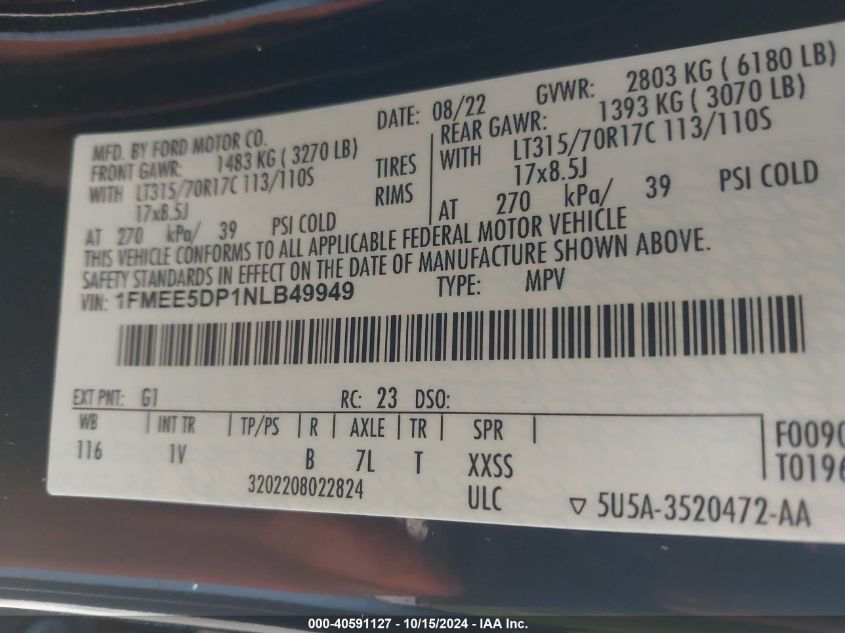 MFD. BY FORD MOTOR CO.
DATE: 08/22 GVWR: 2803 KG ( 6180 LB)
FRONT GAWR: 1483 KG ( 3270 LB) REAR GAWR: 1393 KG ( 3070 LB)
WITH LT315/70R17C 113/110S TIRES WITH LT315/70R17C 113/110S
17x8.5J RIMS 17x8.5J
AT 270 kPa/ 39 PSI COLD AT 270 kPa/ 39 PSI COLD
THIS VEHICLE CONFORMS TO ALL APPLICABLE FEDERAL MOTOR VEHICLE
SAFETY STANDARDS IN EFFECT ON THE DATE OF MANUFACTURE SHOWN ABOVE.
VIN: 1FMEE5DP1NLB49949 TYPE: MPV
EXT PNT: G1 RC: 23 DSO:
WB INT TR TP/PS R AXLE TR SPR F0090
116 1V B 7L T XXSS T0196
3202208022824 ULC ▽ 5U5A-3520472-AA
000-40591127 - 10/15/2024 - IAA Inc.